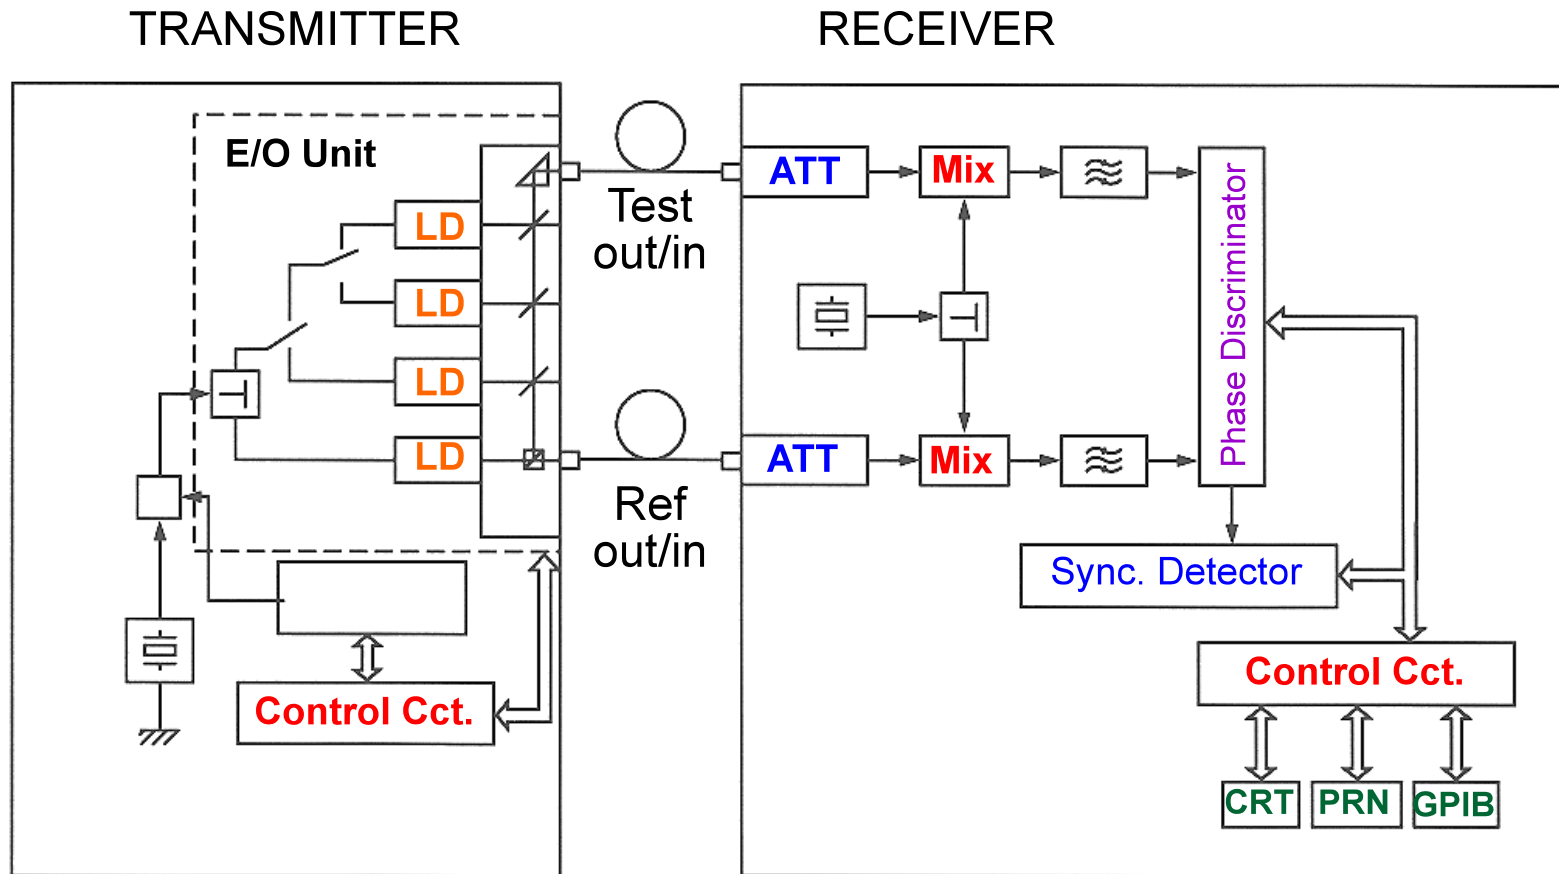 TRANSMITTER
RECEIVER
E/O Unit
LD
LD
LD
LD
Test
out/in
Ref
out/in
Control Cct.
ATT
Mix
ATT
Mix
Phase Discriminator
Sync. Detector
Control Cct.
CRT
PRN
GPIB